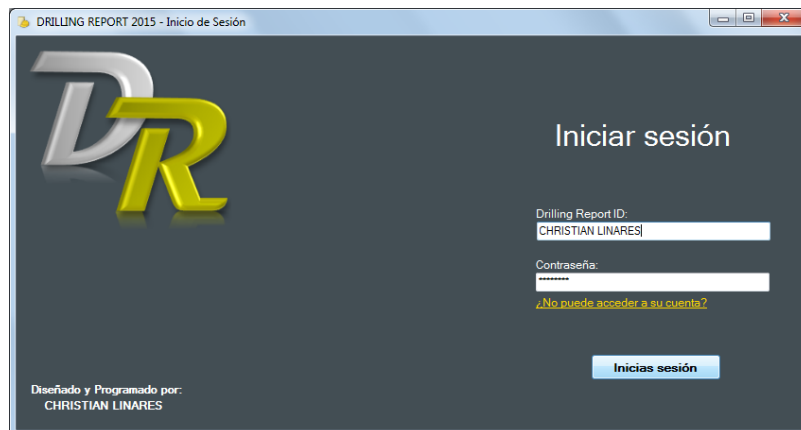 DRILLING REPORT 2015 - Inicio de Sesión
DR
Iniciar sesión
Drilling Report ID:
CHRISTIAN LINARES
Contraseña:
********
¿No puede acceder a su cuenta?
Inicias sesión
Diseñado y Programado por:
CHRISTIAN LINARES